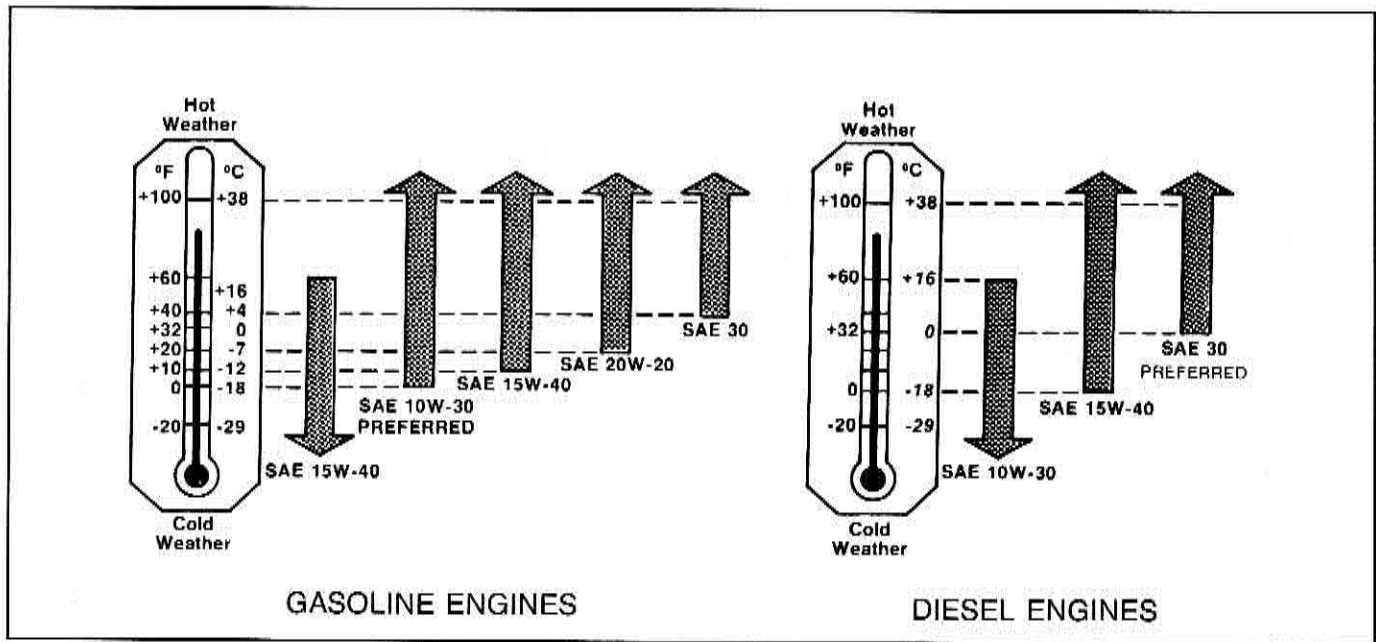 Hot
Weather
°F °C
+100 +38
+60
+16
+40 +4
+32 0
+20 -7
+10 -12
0 -18
-20 -29
Cold
Weather
SAE 15W-40
SAE 10W-30
PREFERRED
SAE 15W-40
SAE 20W-20
SAE 30
GASOLINE ENGINES
Hot
Weather
°F °C
+100 +38
+60 +16
+32 0
0 -18
-20 -29
Cold
Weather
SAE 10W-30
SAE 15W-40
SAE 30
PREFERRED
DIESEL ENGINES